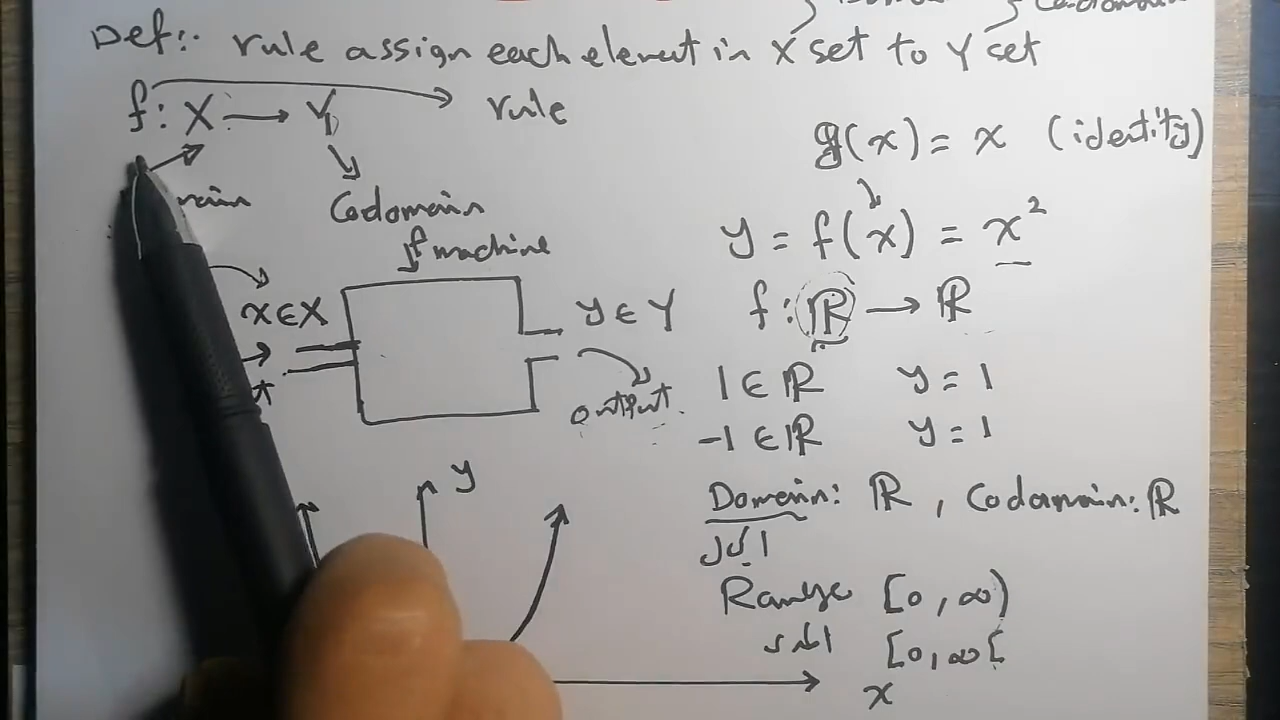 Codomain
Def:. rule assign each element in X set to Y set
f: X → Y rule
Codomain
f machine
x ∈ X
y ∈ Y
output.
y
g(x) = x (identity)
y = f(x) = x²
f: ℝ → ℝ
1 ∈ ℝ y = 1
-1 ∈ ℝ y = 1
Domain: ℝ , Codomain: ℝ
Range [0, ∞)
[0, ∞[
x